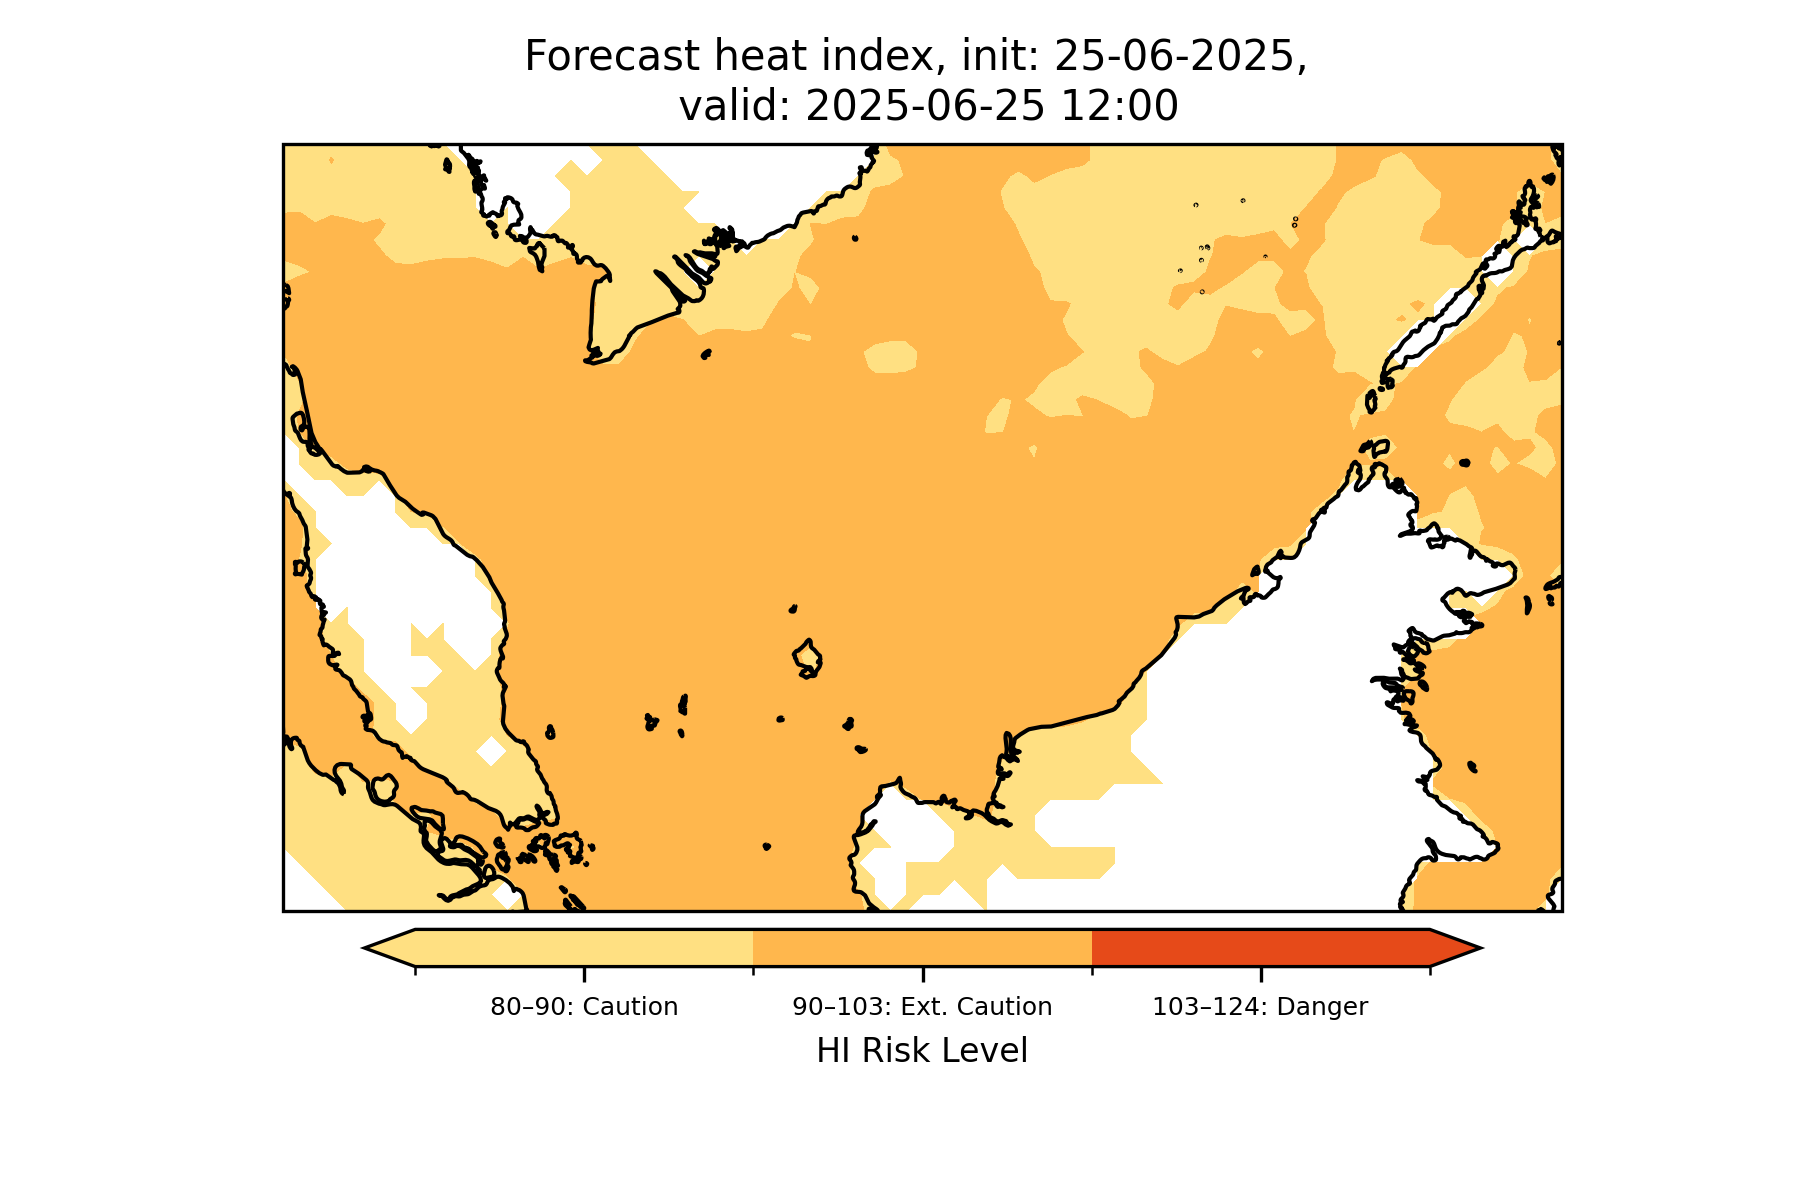 Forecast heat index, init: 25-06-2025,
valid: 2025-06-25 12:00
80–90: Caution
90–103: Ext. Caution
103–124: Danger
HI Risk Level